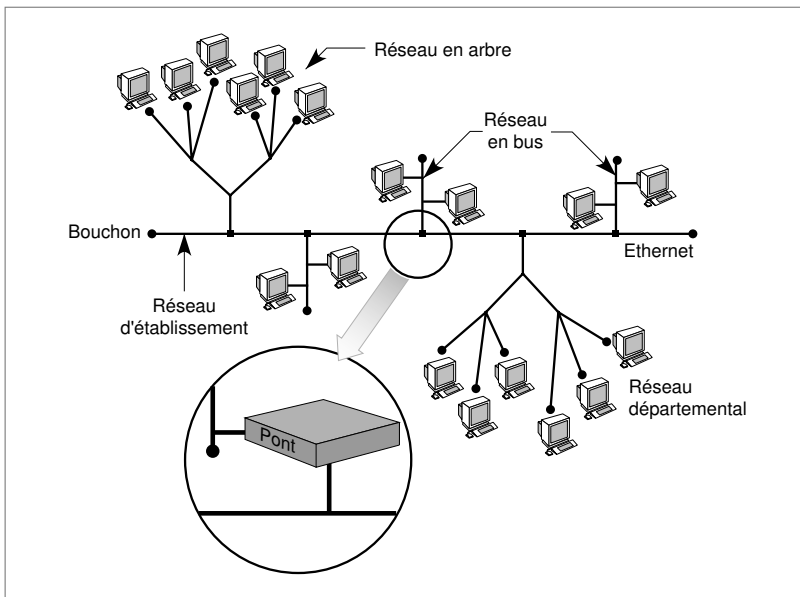 Réseau en arbre
Réseau
en bus
Bouchon
Ethernet
Réseau
d'établissement
Réseau
départemental
Pont